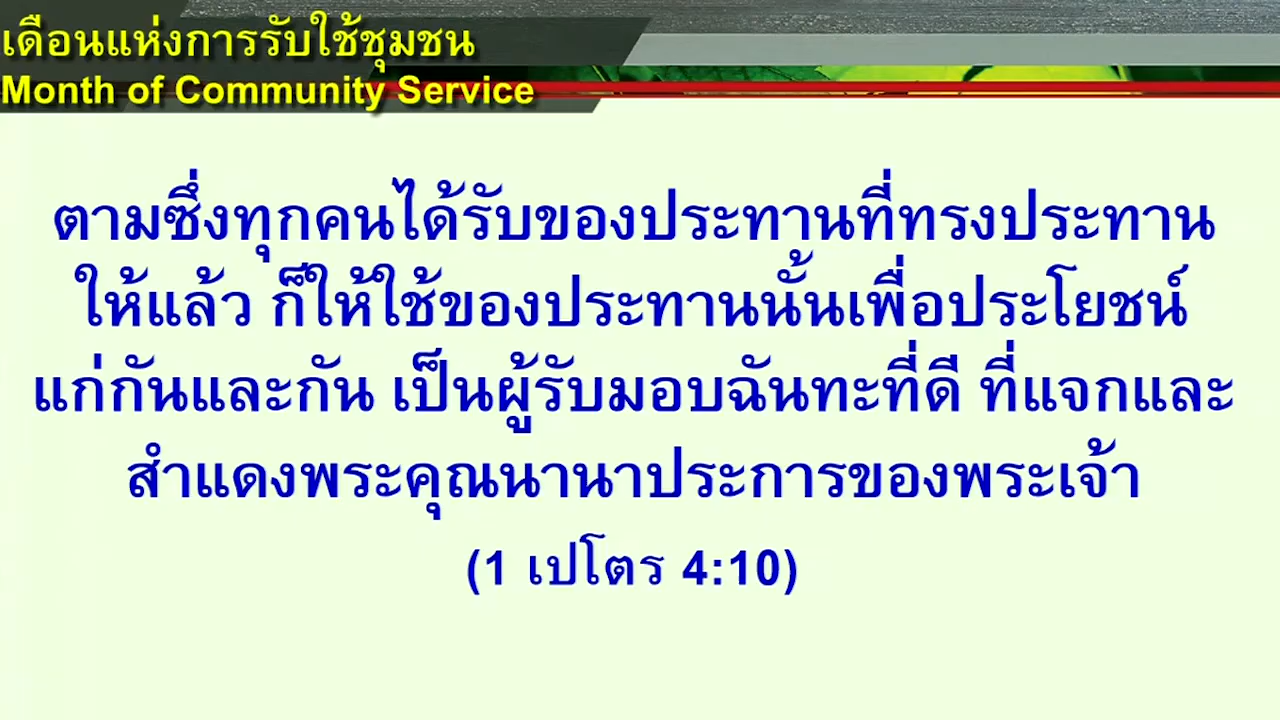 เดือนแห่งการรับใช้ชุมชน
Month of Community Service
ตามซึ่งทุกคนได้รับของประทานที่ทรงประทาน
ให้แล้ว ก็ให้ใช้ของประทานนั้นเพื่อประโยชน์
แก่กันและกัน เป็นผู้รับมอบฉันทะที่ดี ที่แจกและ
สำแดงพระคุณนานาประการของพระเจ้า
(1 เปโตร 4:10)